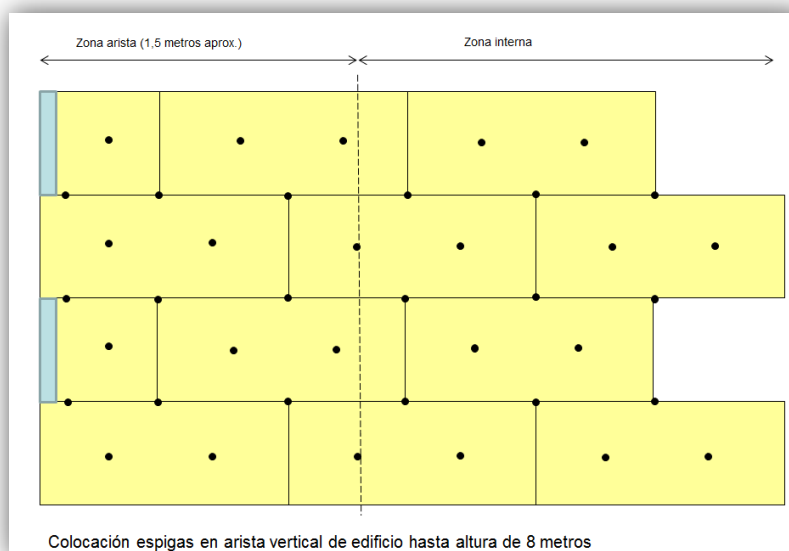 Zona arista (1,5 metros aprox.)
Zona interna
Colocación espigas en arista vertical de edificio hasta altura de 8 metros